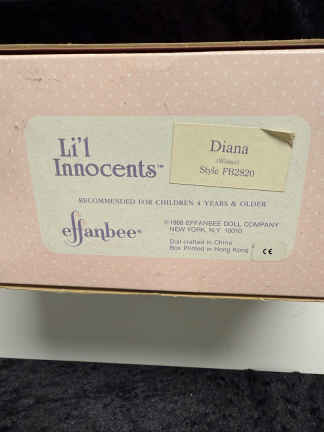 Li'l
Innocents™
Diana
(Winter)
Style FB2820
RECOMMENDED FOR CHILDREN 4 YEARS & OLDER
effanbee®
©1988 EFFANBEE DOLL COMPANY
NEW YORK, N.Y. 10010
Doll crafted in China
Box Printed in Hong Kong
CE